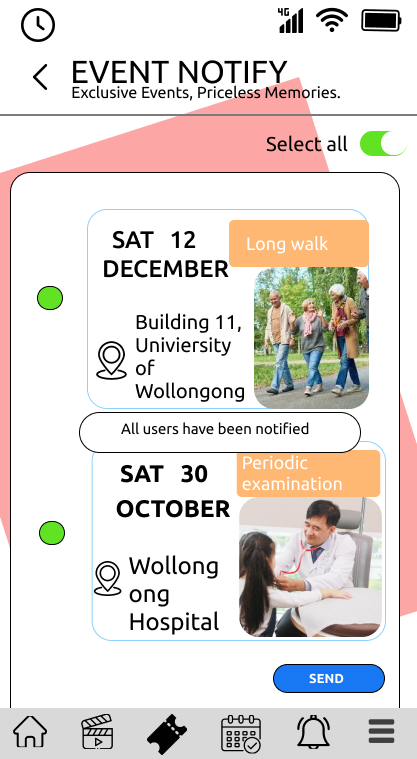 4G
EVENT NOTIFY
Exclusive Events, Priceless Memories.
Select all
SAT 12
DECEMBER
Long walk
Building 11,
Univiersity
of
Wollongong
All users have been notified
SAT 30
OCTOBER
Periodic
examination
Wollong
ong
Hospital
SEND